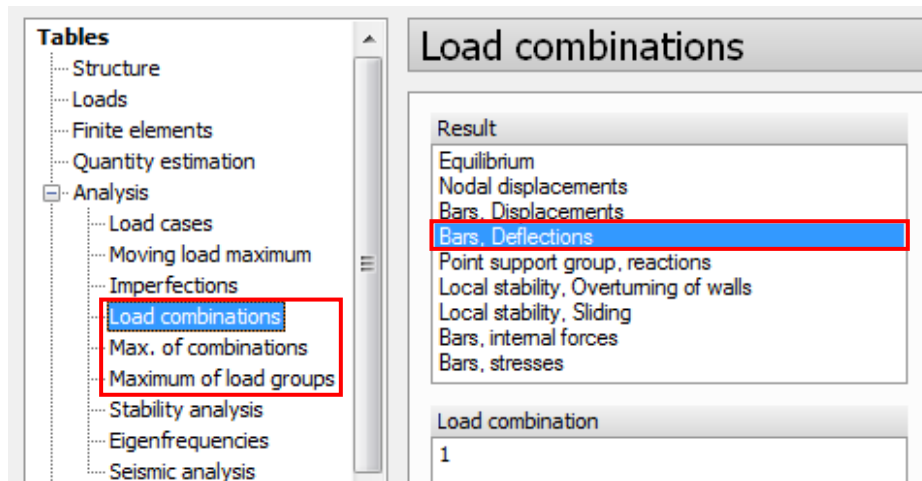 Tables
Structure
Loads
Finite elements
Quantity estimation
Analysis
Load cases
Moving load maximum
Imperfections
Load combinations
Max. of combinations
Maximum of load groups
Stability analysis
Eigenfrequencies
Seismic analysis
Load combinations
Result
Equilibrium
Nodal displacements
Bars, Displacements
Bars, Deflections
Point support group, reactions
Local stability, Overturning of walls
Local stability, Sliding
Bars, internal forces
Bars, stresses
Load combination
1